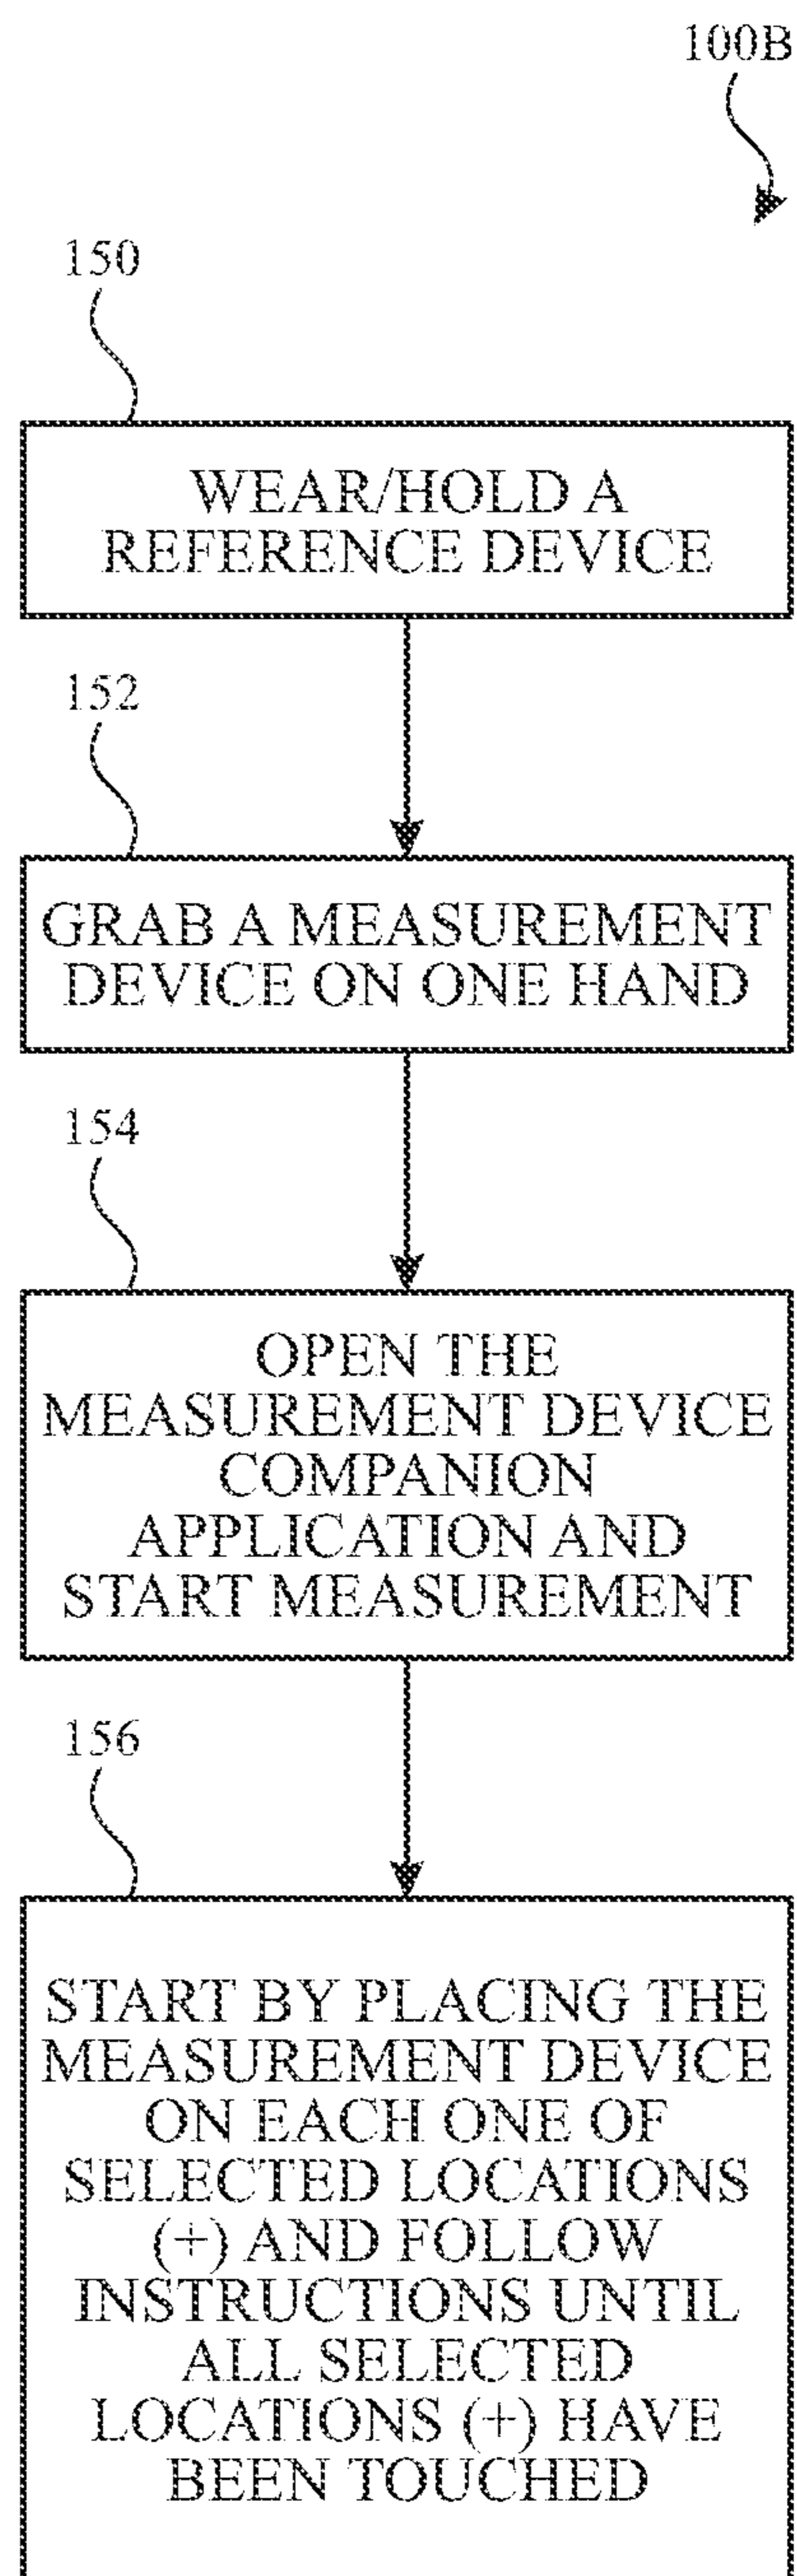 100B
150
WEAR/HOLD A
REFERENCE DEVICE
152
GRAB A MEASUREMENT
DEVICE ON ONE HAND
154
OPEN THE
MEASUREMENT DEVICE
COMPANION
APPLICATION AND
START MEASUREMENT
156
START BY PLACING THE
MEASUREMENT DEVICE
ON EACH ONE OF
SELECTED LOCATIONS
(+) AND FOLLOW
INSTRUCTIONS UNTIL
ALL SELECTED
LOCATIONS (+) HAVE
BEEN TOUCHED